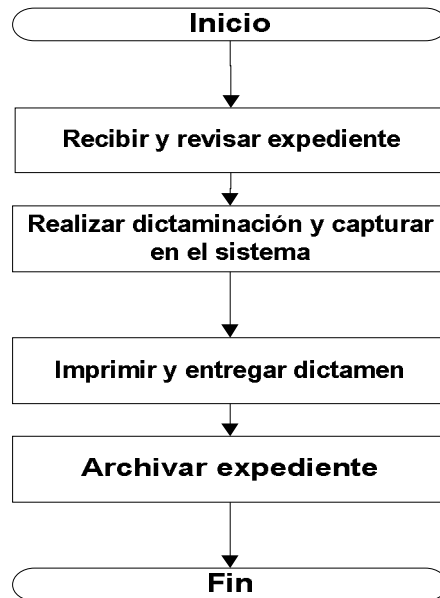 Inicio
Recibir y revisar expediente
Realizar dictaminación y capturar
en el sistema
Imprimir y entregar dictamen
Archivar expediente
Fin